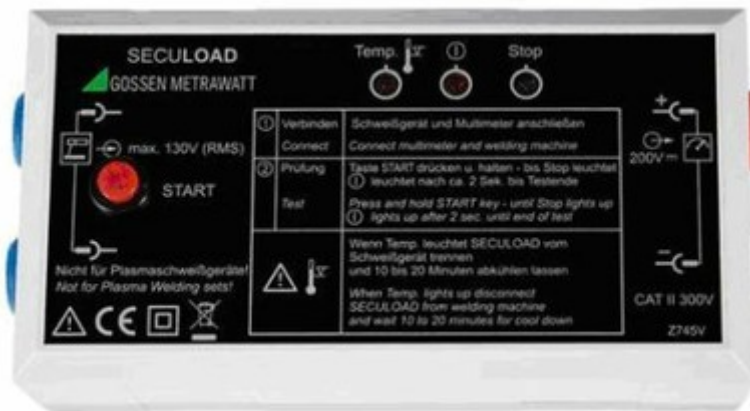 SECULOAD
GOSSEN METRAWATT
Temp.
Stop
max. 130V (RMS)
START
① Verbinden Schweißgerät und Multimeter anschließen
Connect Connect multimeter and welding machine
② Prüfung Taste START drücken u. halten - bis Stop leuchtet
① leuchtet nach ca. 2 Sek. bis Testende
Test Press and hold START key - until Stop lights up
① lights up after 2 sec. until end of test
Wenn Temp. leuchtet SECULOAD vom
Schweißgerät trennen
und 10 bis 20 Minuten abkühlen lassen
When Temp. lights up disconnect
SECULOAD from welding machine
and wait 10 to 20 minutes for cool down
Nicht für Plasmaschweißgeräte!
Not for Plasma Welding sets!
CE
+
200V
−
CAT II 300V
Z745V